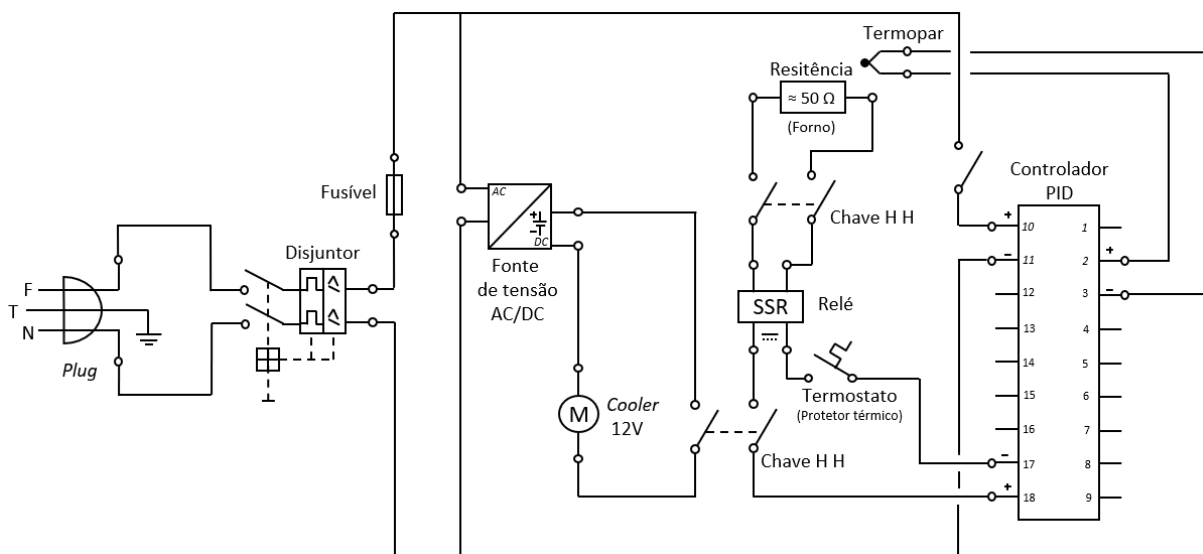 Termopar
Resitência
≈ 50 Ω
(Forno)
Controlador
PID
Fusível
AC
+
−
DC
Chave H H
Disjuntor
Fonte
de tensão
AC/DC
F
T
N
Plug
SSR
Relé
Termostato
(Protetor térmico)
M
Cooler
12V
Chave H H
+
10
−
11
12
13
14
15
16
−
17
+
18
1
2
+
3
−
4
5
6
7
8
9